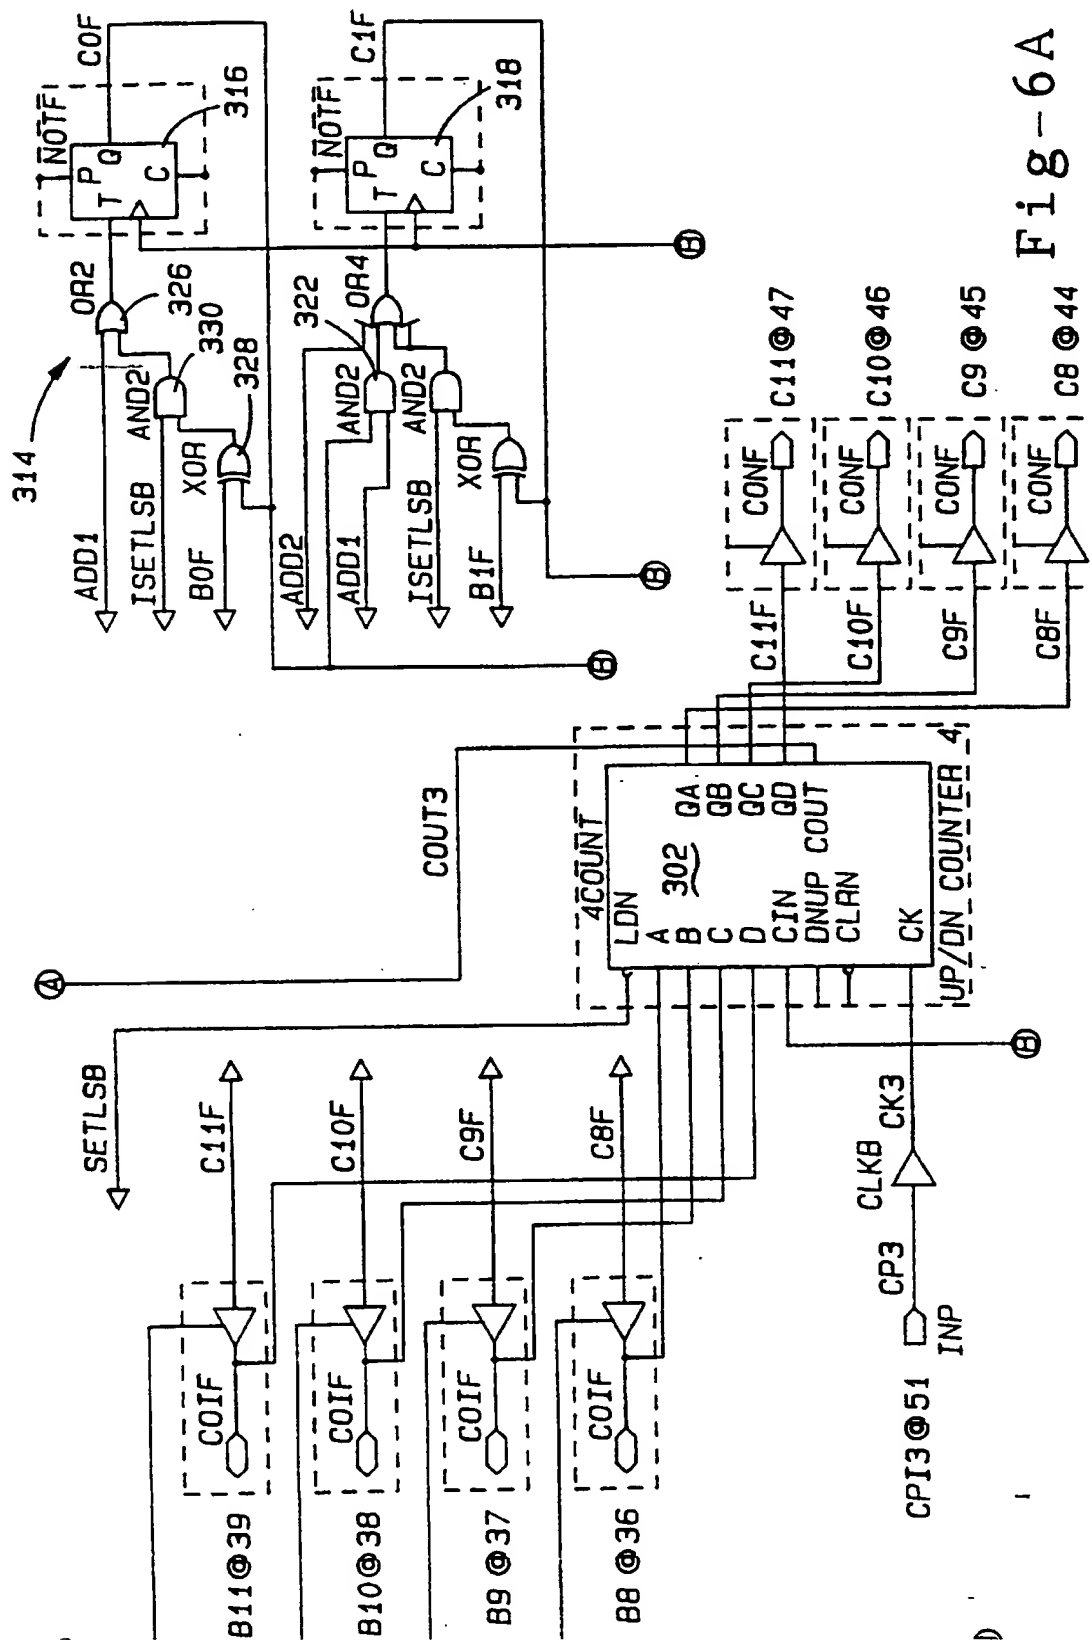 314
ADD1
OR2
326
ISETLSB
AND2
330
B0F
XOR
328
NOTF
T
P
Q
C
316
C0F
ADD2
322
OR4
ADD1
AND2
ISETLSB
AND2
B1F
XOR
NOTF
T
P
Q
C
318
C1F
B
B
B
A
COUT3
SETLSB
B11@39
COIF
C11F
B10@38
COIF
C10F
B9@37
COIF
C9F
B8@36
COIF
C8F
4COUNT
LDN
A
B
C
D
CIN
DNUP
CLRN
CK
302
QA
QB
QC
QD
COUT
UP/DN COUNTER 4
B
CPI3@51
INP
CP3
CLKB
CK3
C11F
CONF
C11@47
C10F
CONF
C10@46
C9F
CONF
C9@45
C8F
CONF
C8@44
Fig-6A